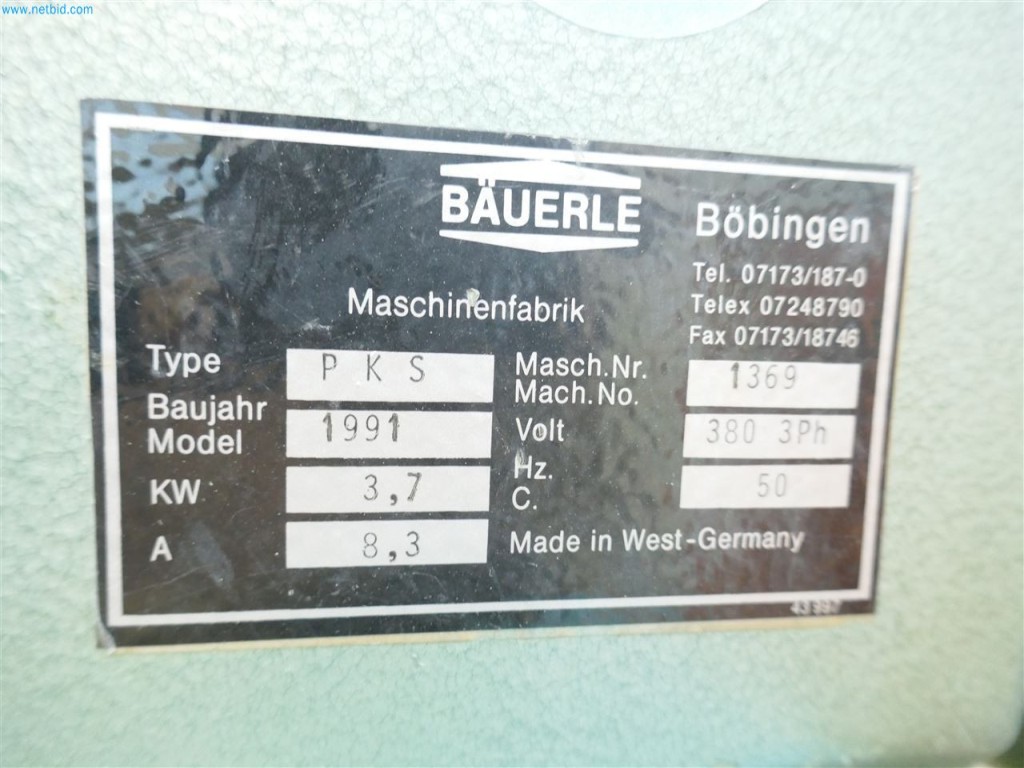 www.netbid.com
BÄUERLE
Böbingen
Tel. 07173/187-0
Telex 07248790
Fax 07173/18746
Maschinenfabrik
Type P K S
Baujahr
Model 1991
KW 3,7
A 8,3
Masch.Nr.
Mach.No. 1369
Volt 380 3Ph
Hz.
C. 50
Made in West-Germany